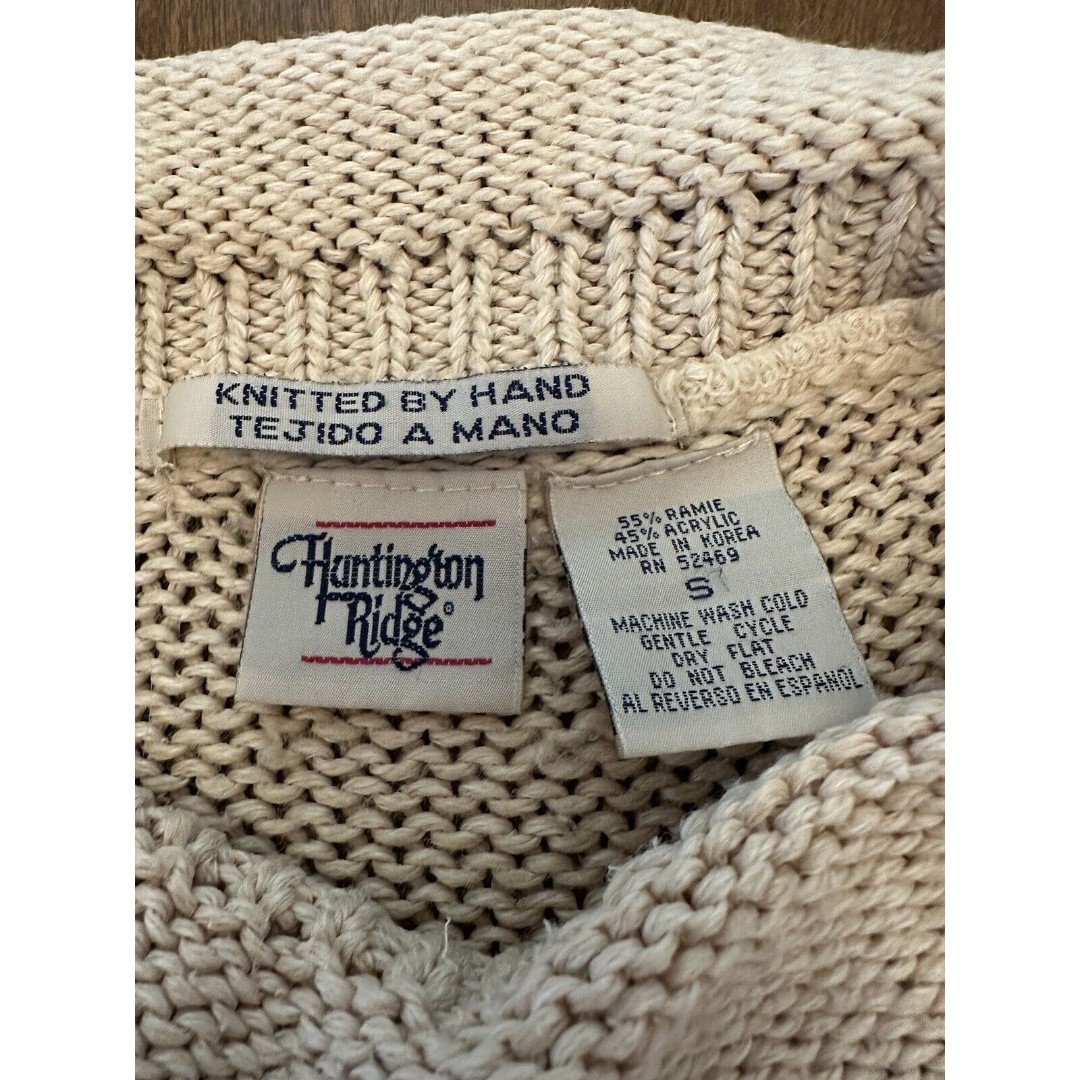 KNITTED BY HAND
TEJIDO A MANO
Huntington
Ridge®
55% RAMIE
45% ACRYLIC
MADE IN KOREA
RN 52469
S
MACHINE WASH COLD
GENTLE CYCLE
DRY FLAT
DO NOT BLEACH
AL REVERSO EN ESPANOL